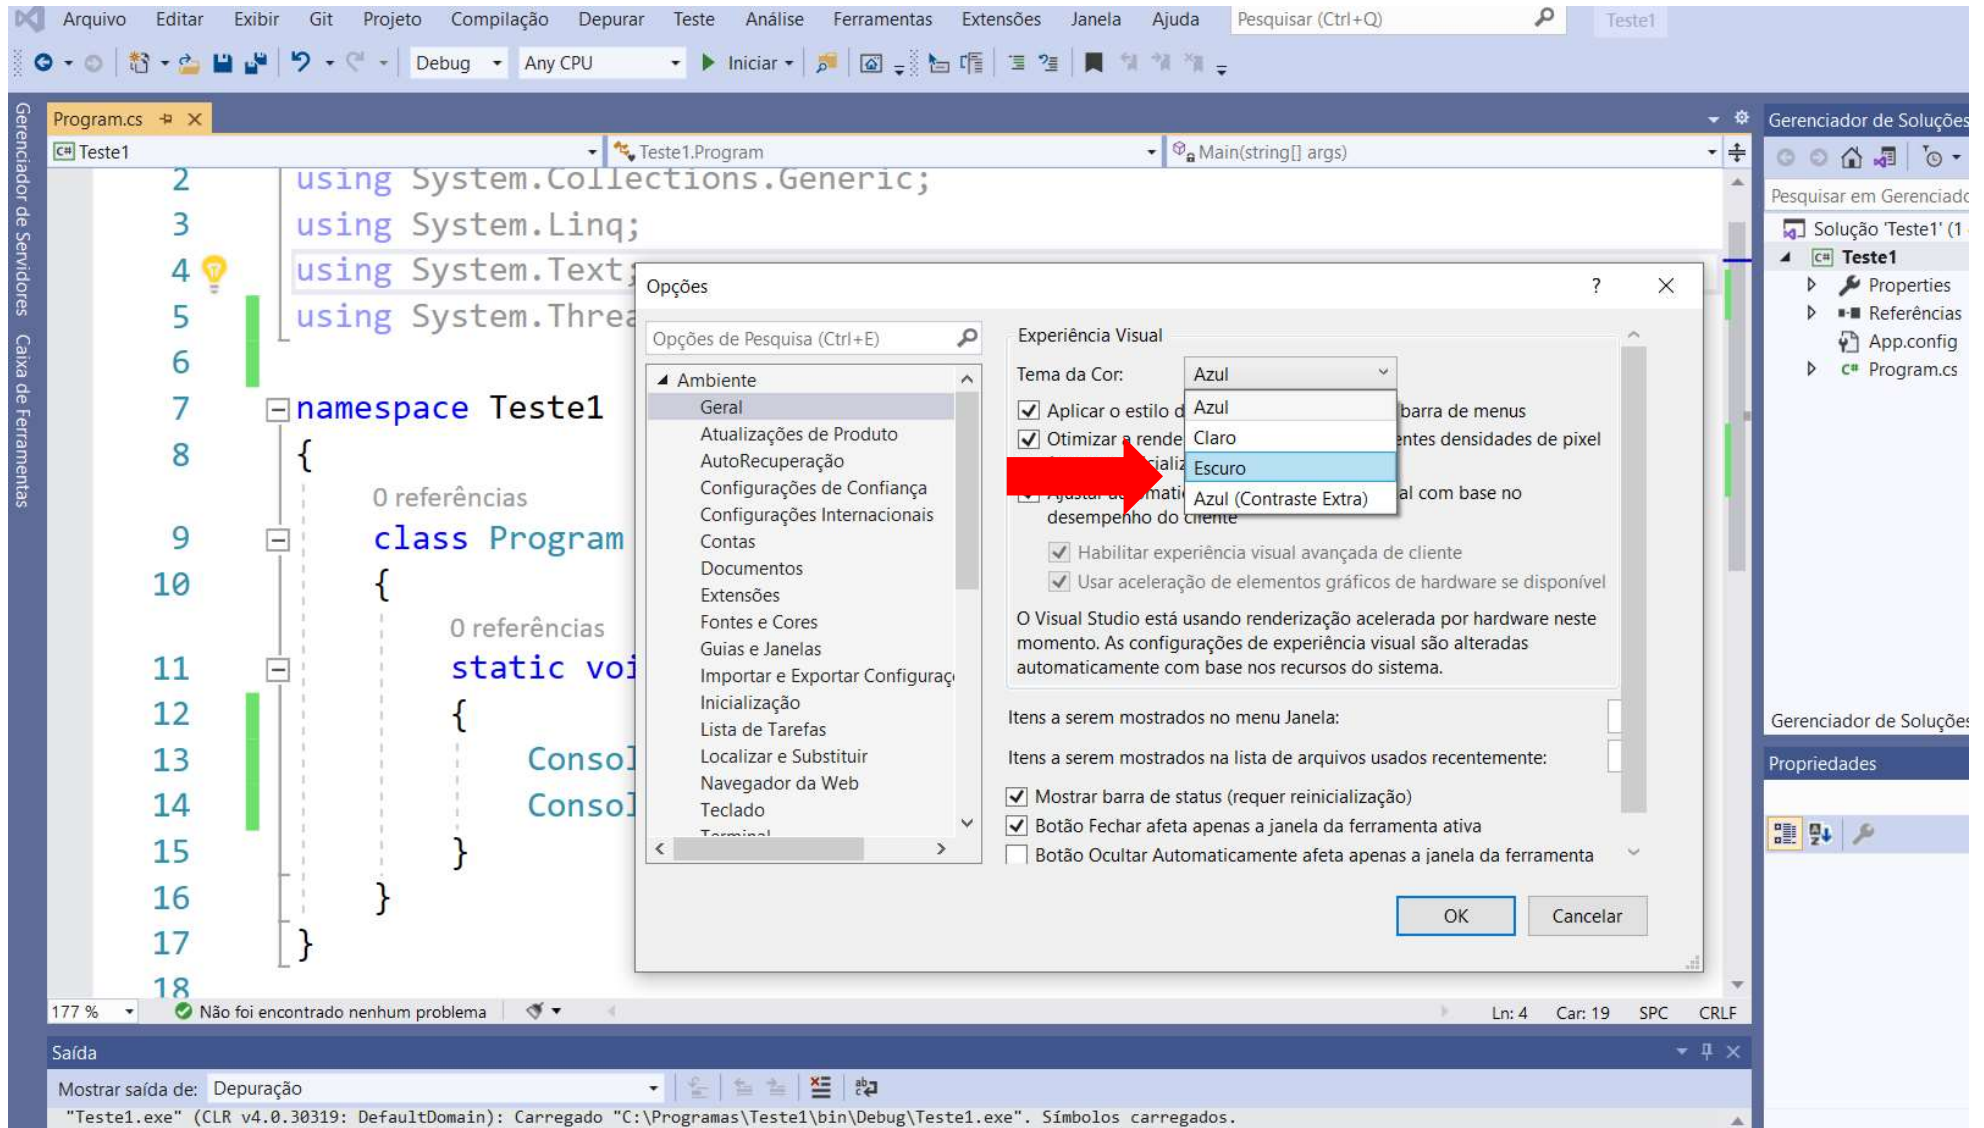 Arquivo Editar Exibir Git Projeto Compilação Depurar Teste Análise Ferramentas Extensões Janela Ajuda Pesquisar (Ctrl+Q) Teste1
Debug Any CPU Iniciar
Gerenciador de Servidores
Caixa de Ferramentas
Program.cs
C# Teste1 Teste1.Program Main(string[] args)
2 using System.Collections.Generic;
3 using System.Linq;
4 using System.Text;
5 using System.Threa
6
7 namespace Teste1
8 {
0 referências
9 class Program
10 {
0 referências
11 static voi
12 {
13 Consol
14 Consol
15 }
16 }
17 }
18
177 % Não foi encontrado nenhum problema Ln: 4 Car: 19 SPC CRLF
Opções ?
Opções de Pesquisa (Ctrl+E)
Ambiente
Geral
Atualizações de Produto
AutoRecuperação
Configurações de Confiança
Configurações Internacionais
Contas
Documentos
Extensões
Fontes e Cores
Guias e Janelas
Importar e Exportar Configuraç
Inicialização
Lista de Tarefas
Localizar e Substituir
Navegador da Web
Teclado
Terminal
Experiência Visual
Tema da Cor: Azul
Azul
Claro
Escuro
Azul (Contraste Extra)
Aplicar o estilo d barra de menus
Otimizar a rende entes densidades de pixel
cializ
Ajustar automati al com base no
desempenho do cliente
Habilitar experiência visual avançada de cliente
Usar aceleração de elementos gráficos de hardware se disponível
O Visual Studio está usando renderização acelerada por hardware neste
momento. As configurações de experiência visual são alteradas
automaticamente com base nos recursos do sistema.
Itens a serem mostrados no menu Janela:
Itens a serem mostrados na lista de arquivos usados recentemente:
Mostrar barra de status (requer reinicialização)
Botão Fechar afeta apenas a janela da ferramenta ativa
Botão Ocultar Automaticamente afeta apenas a janela da ferramenta
OK Cancelar
Gerenciador de Soluções
Pesquisar em Gerenciado
Solução 'Teste1' (1
C# Teste1
Properties
Referências
App.config
C# Program.cs
Gerenciador de Soluções
Propriedades
Saída
Mostrar saída de: Depuração
"Teste1.exe" (CLR v4.0.30319: DefaultDomain): Carregado "C:\Programas\Teste1\bin\Debug\Teste1.exe". Símbolos carregados.